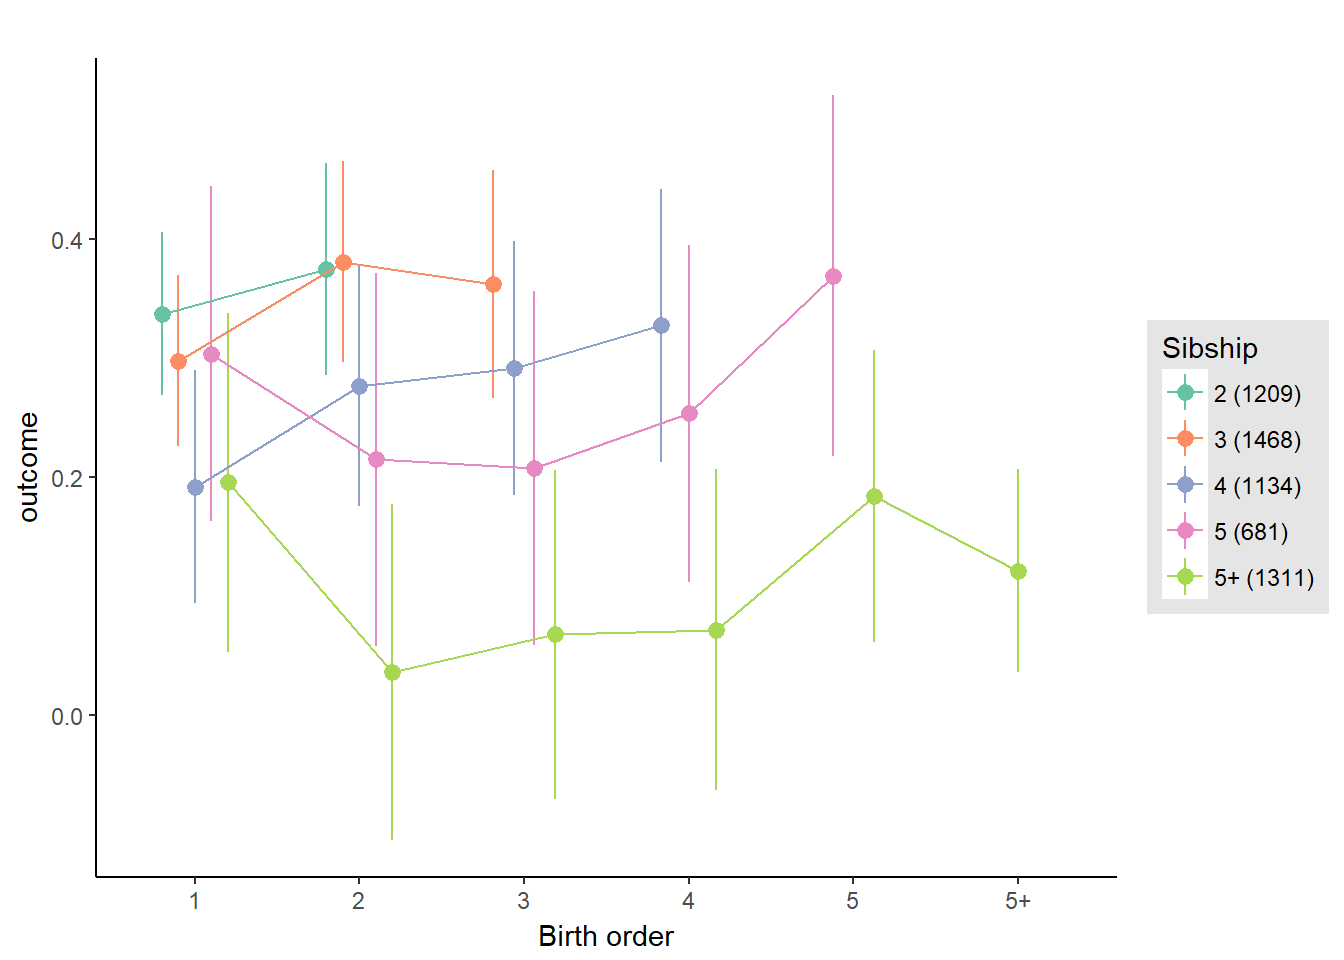 0.4
0.2
0.0
outcome
1 2 3 4 5 5+
Birth order
Sibship
2 (1209)
3 (1468)
4 (1134)
5 (681)
5+ (1311)